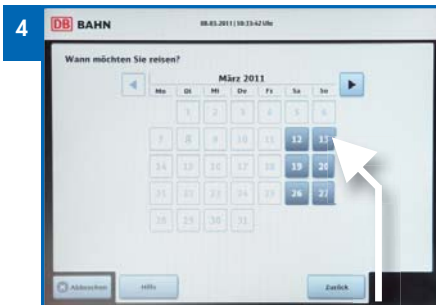 4
DB BAHN
08.03.2011 | 10:23:42 Uhr
Wann möchten Sie reisen?
März 2011
Mo Di Mi Do Fr Sa So
1 2 3 4 5 6
7 8 9 10 11 12 13
14 15 16 17 18 19 20
21 22 23 24 25 26 27
28 29 30 31
Abbrechen Hilfe Zurück